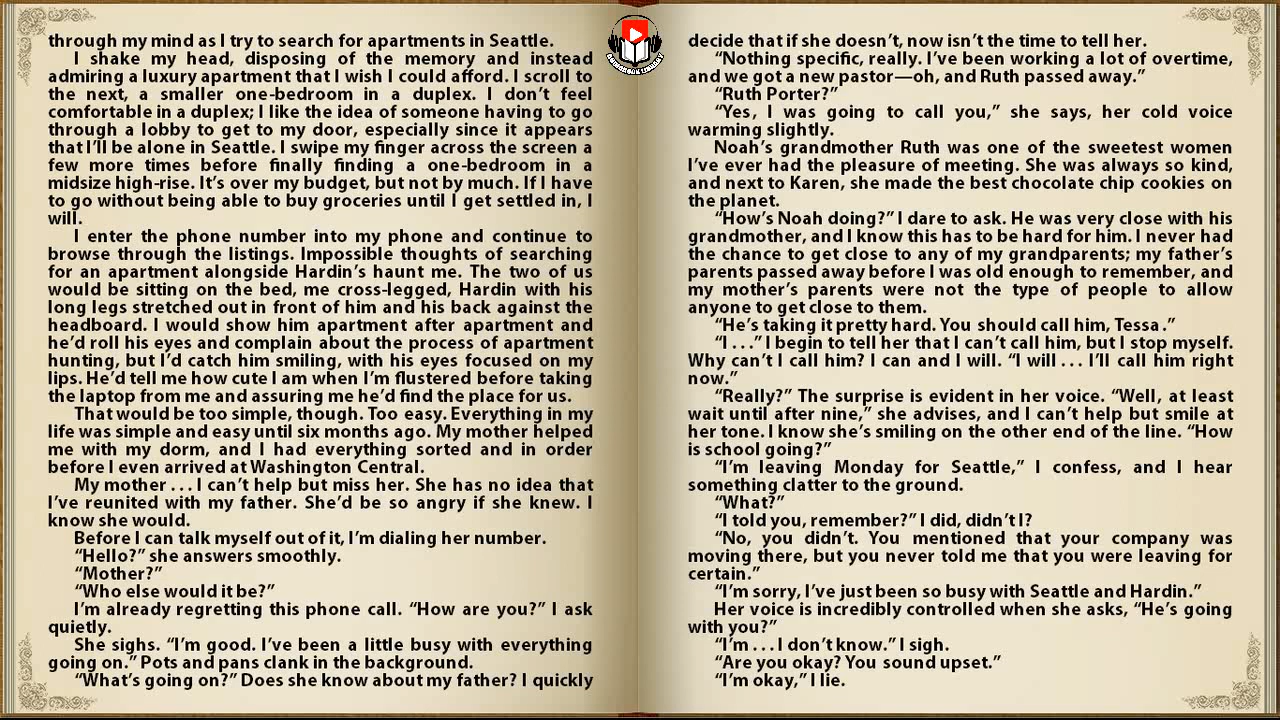 through my mind as I try to search for apartments in Seattle.
I shake my head, disposing of the memory and instead
admiring a luxury apartment that I wish I could afford. I scroll to
the next, a smaller one-bedroom in a duplex. I don’t feel
comfortable in a duplex; I like the idea of someone having to go
through a lobby to get to my door, especially since it appears
that I’ll be alone in Seattle. I swipe my finger across the screen a
few more times before finally finding a one-bedroom in a
midsize high-rise. It’s over my budget, but not by much. If I have
to go without being able to buy groceries until I get settled in, I
will.
I enter the phone number into my phone and continue to
browse through the listings. Impossible thoughts of searching
for an apartment alongside Hardin’s haunt me. The two of us
would be sitting on the bed, me cross-legged, Hardin with his
long legs stretched out in front of him and his back against the
headboard. I would show him apartment after apartment and
he’d roll his eyes and complain about the process of apartment
hunting, but I’d catch him smiling, with his eyes focused on my
lips. He’d tell me how cute I am when I’m flustered before taking
the laptop from me and assuring me he’d find the place for us.
That would be too simple, though. Too easy. Everything in my
life was simple and easy until six months ago. My mother helped
me with my dorm, and I had everything sorted and in order
before I even arrived at Washington Central.
My mother . . . I can’t help but miss her. She has no idea that
I’ve reunited with my father. She’d be so angry if she knew. I
know she would.
Before I can talk myself out of it, I’m dialing her number.
“Hello?” she answers smoothly.
“Mother?”
“Who else would it be?”
I’m already regretting this phone call. “How are you?” I ask
quietly.
She sighs. “I’m good. I’ve been a little busy with everything
going on.” Pots and pans clank in the background.
“What’s going on?” Does she know about my father? I quickly
decide that if she doesn’t, now isn’t the time to tell her.
“Nothing specific, really. I’ve been working a lot of overtime,
and we got a new pastor—oh, and Ruth passed away.”
“Ruth Porter?”
“Yes, I was going to call you,” she says, her cold voice
warming slightly.
Noah’s grandmother Ruth was one of the sweetest women
I’ve ever had the pleasure of meeting. She was always so kind,
and next to Karen, she made the best chocolate chip cookies on
the planet.
“How’s Noah doing?” I dare to ask. He was very close with his
grandmother, and I know this has to be hard for him. I never had
the chance to get close to any of my grandparents; my father’s
parents passed away before I was old enough to remember, and
my mother’s parents were not the type of people to allow
anyone to get close to them.
“He’s taking it pretty hard. You should call him, Tessa.”
“I . . .” I begin to tell her that I can’t call him, but I stop myself.
Why can’t I call him? I can and I will. “I will . . . I’ll call him right
now.”
“Really?” The surprise is evident in her voice. “Well, at least
wait until after nine,” she advises, and I can’t help but smile at
her tone. I know she’s smiling on the other end of the line. “How
is school going?”
“I’m leaving Monday for Seattle,” I confess, and I hear
something clatter to the ground.
“What?”
“I told you, remember?” I did, didn’t I?
“No, you didn’t. You mentioned that your company was
moving there, but you never told me that you were leaving for
certain.”
“I’m sorry, I’ve just been so busy with Seattle and Hardin.”
Her voice is incredibly controlled when she asks, “He’s going
with you?”
“I’m . . . I don’t know.” I sigh.
“Are you okay? You sound upset.”
“I’m okay,” I lie.